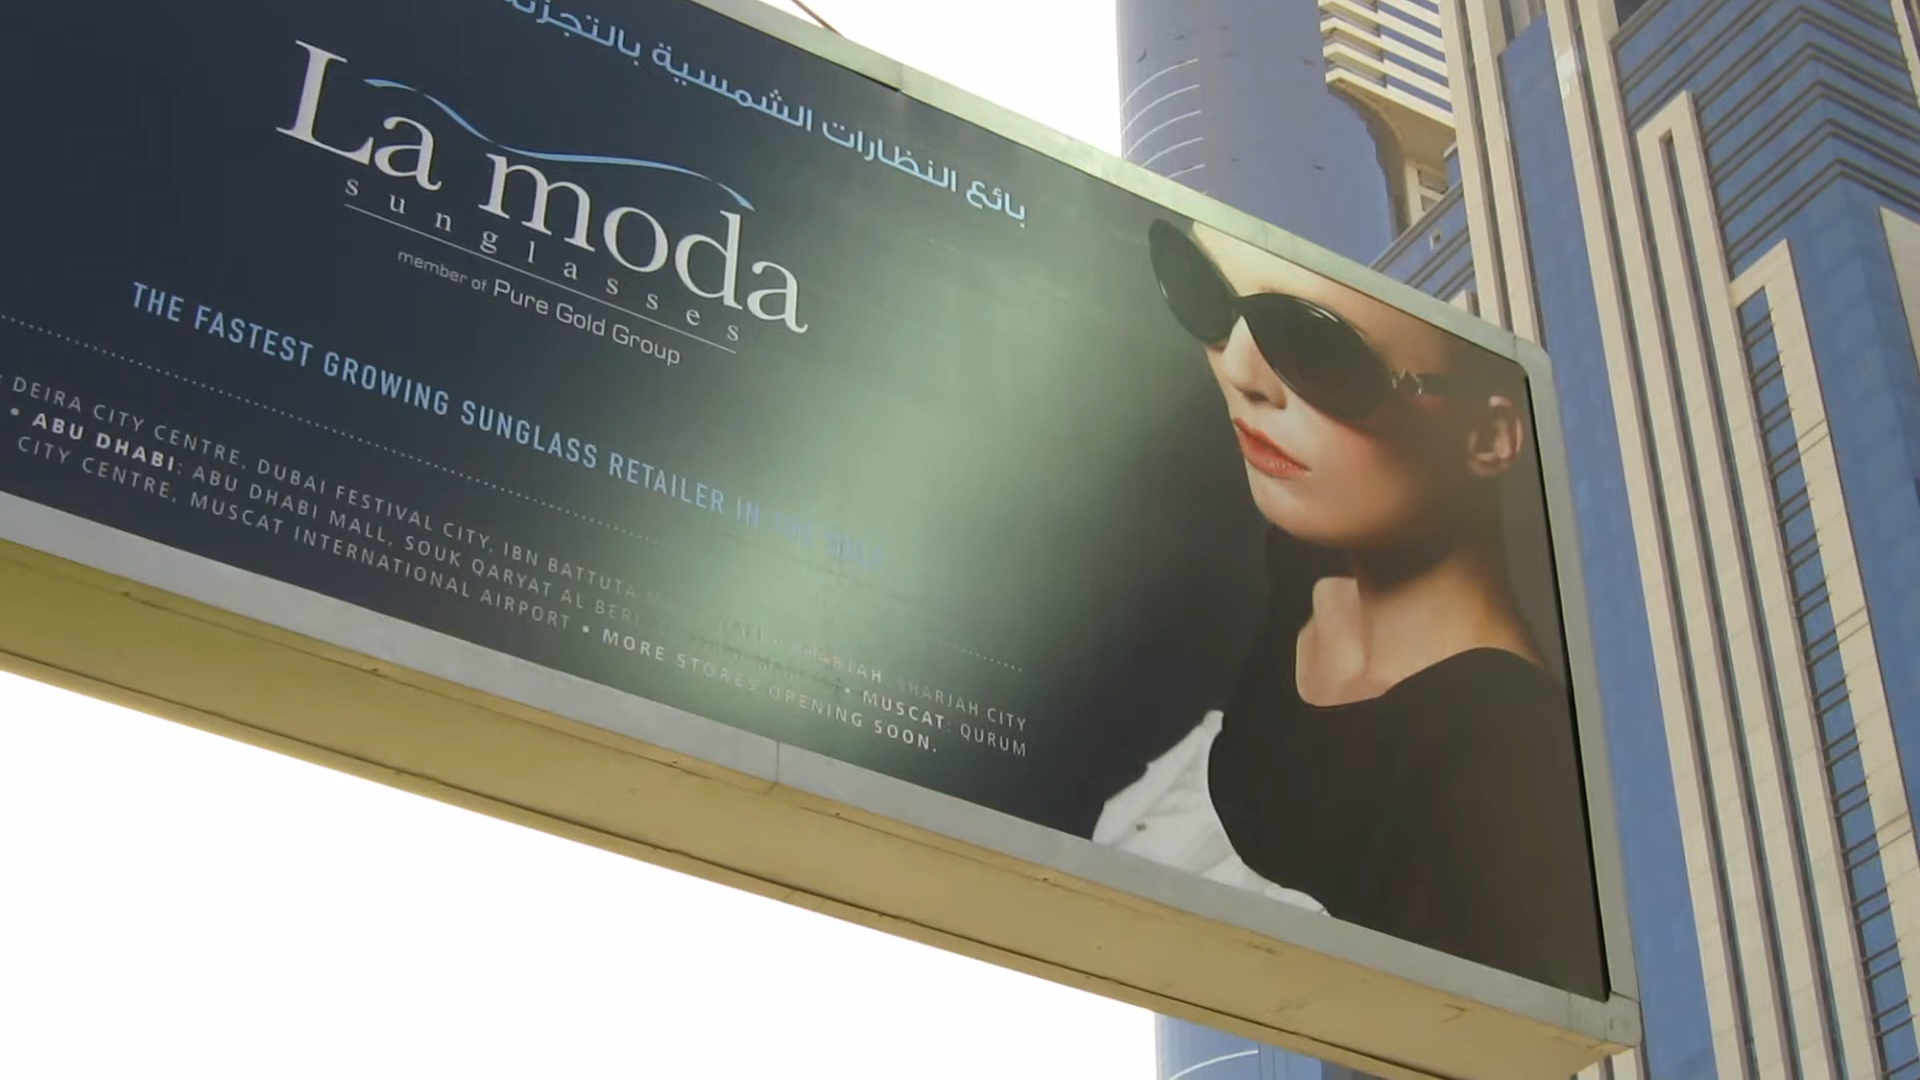 بائع النظارات الشمسية بالتجزئة
La moda
sunglasses
member of Pure Gold Group
THE FASTEST GROWING SUNGLASS RETAILER IN THE GULF
DEIRA CITY CENTRE, DUBAI FESTIVAL CITY, IBN BATTUTA SHARJAH: SHARJAH CITY
• ABU DHABI: ABU DHABI MALL, SOUK QARYAT AL BERI • MUSCAT: QURUM
CITY CENTRE, MUSCAT INTERNATIONAL AIRPORT • MORE STORES OPENING SOON.